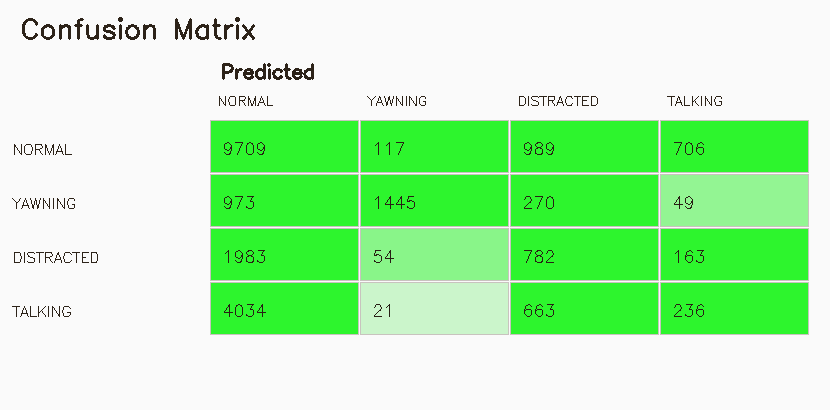 Confusion Matrix
Predicted
NORMAL YAWNING DISTRACTED TALKING
NORMAL 9709 117 989 706
YAWNING 973 1445 270 49
DISTRACTED 1983 54 782 163
TALKING 4034 21 663 236